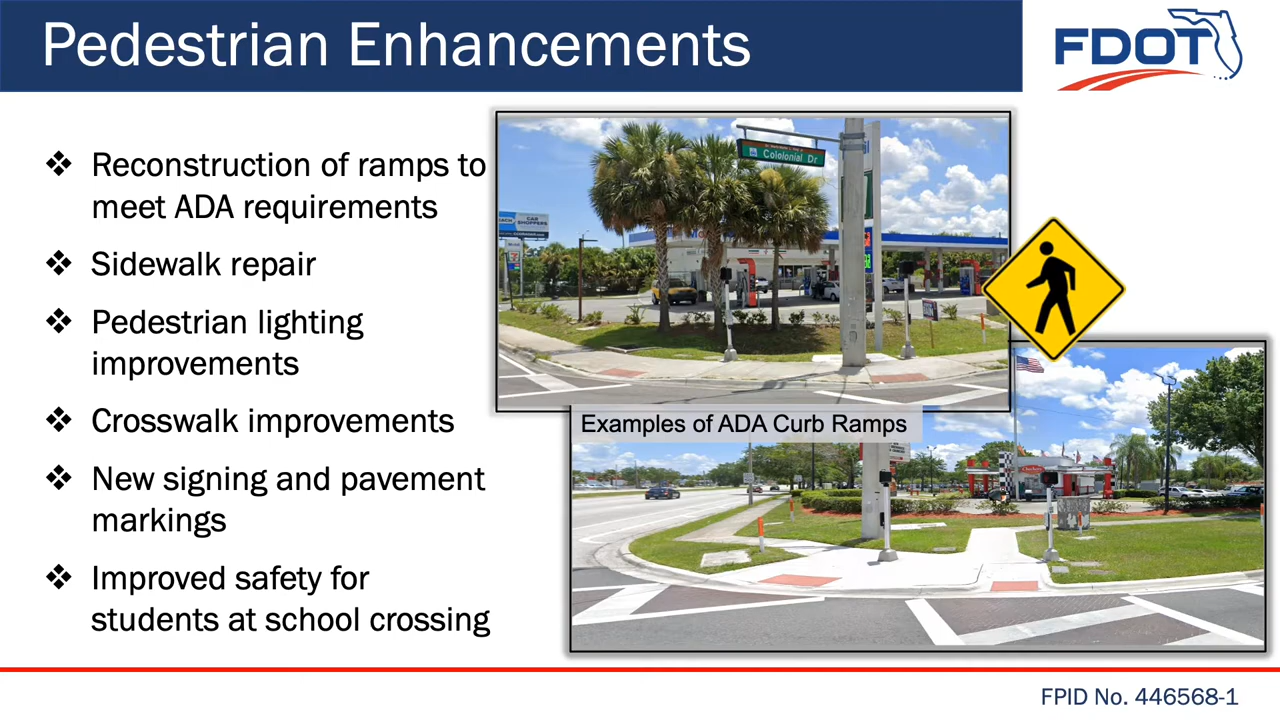 Pedestrian Enhancements
FDOT
❖ Reconstruction of ramps to
meet ADA requirements
❖ Sidewalk repair
❖ Pedestrian lighting
improvements
❖ Crosswalk improvements
❖ New signing and pavement
markings
❖ Improved safety for
students at school crossing
Cololonial Dr
CAR
SHOPPERS
Examples of ADA Curb Ramps
Checkers
FPID No. 446568-1